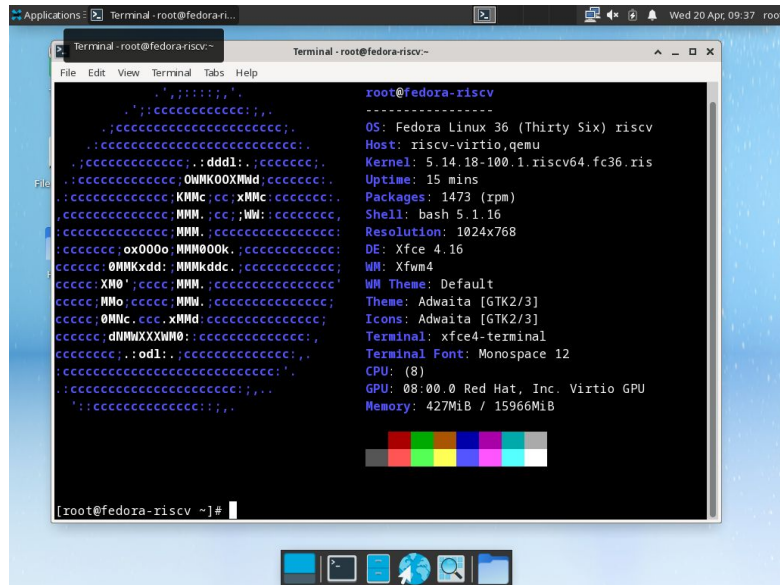 Applications
Terminal - root@fedora-ri...
Wed 20 Apr, 09:37
roo
Terminal - root@fedora-riscv:~
Terminal - root@fedora-riscv:~
File Edit View Terminal Tabs Help
root@fedora-riscv
-----------------
OS: Fedora Linux 36 (Thirty Six) riscv
Host: riscv-virtio,qemu
Kernel: 5.14.18-100.1.riscv64.fc36.ris
Uptime: 15 mins
Packages: 1473 (rpm)
Shell: bash 5.1.16
Resolution: 1024x768
DE: Xfce 4.16
WM: Xfwm4
WM Theme: Default
Theme: Adwaita [GTK2/3]
Icons: Adwaita [GTK2/3]
Terminal: xfce4-terminal
Terminal Font: Monospace 12
CPU: (8)
GPU: 08:00.0 Red Hat, Inc. Virtio GPU
Memory: 427MiB / 15966MiB
[root@fedora-riscv ~]#